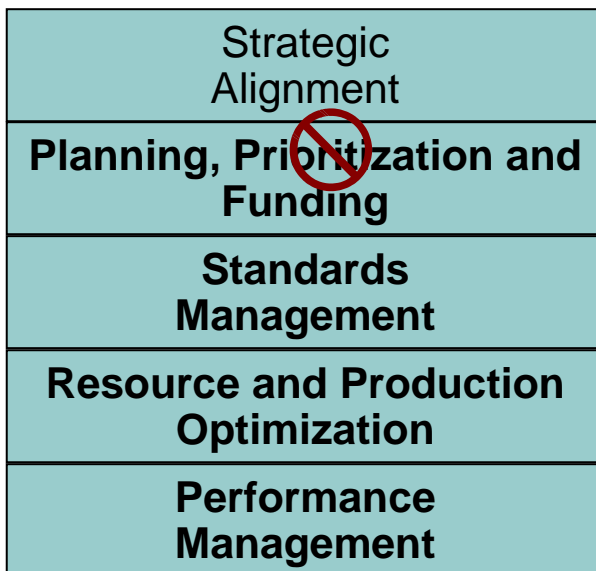 Strategic
Alignment
Planning, Prioritization and
Funding
Standards
Management
Resource and Production
Optimization
Performance
Management